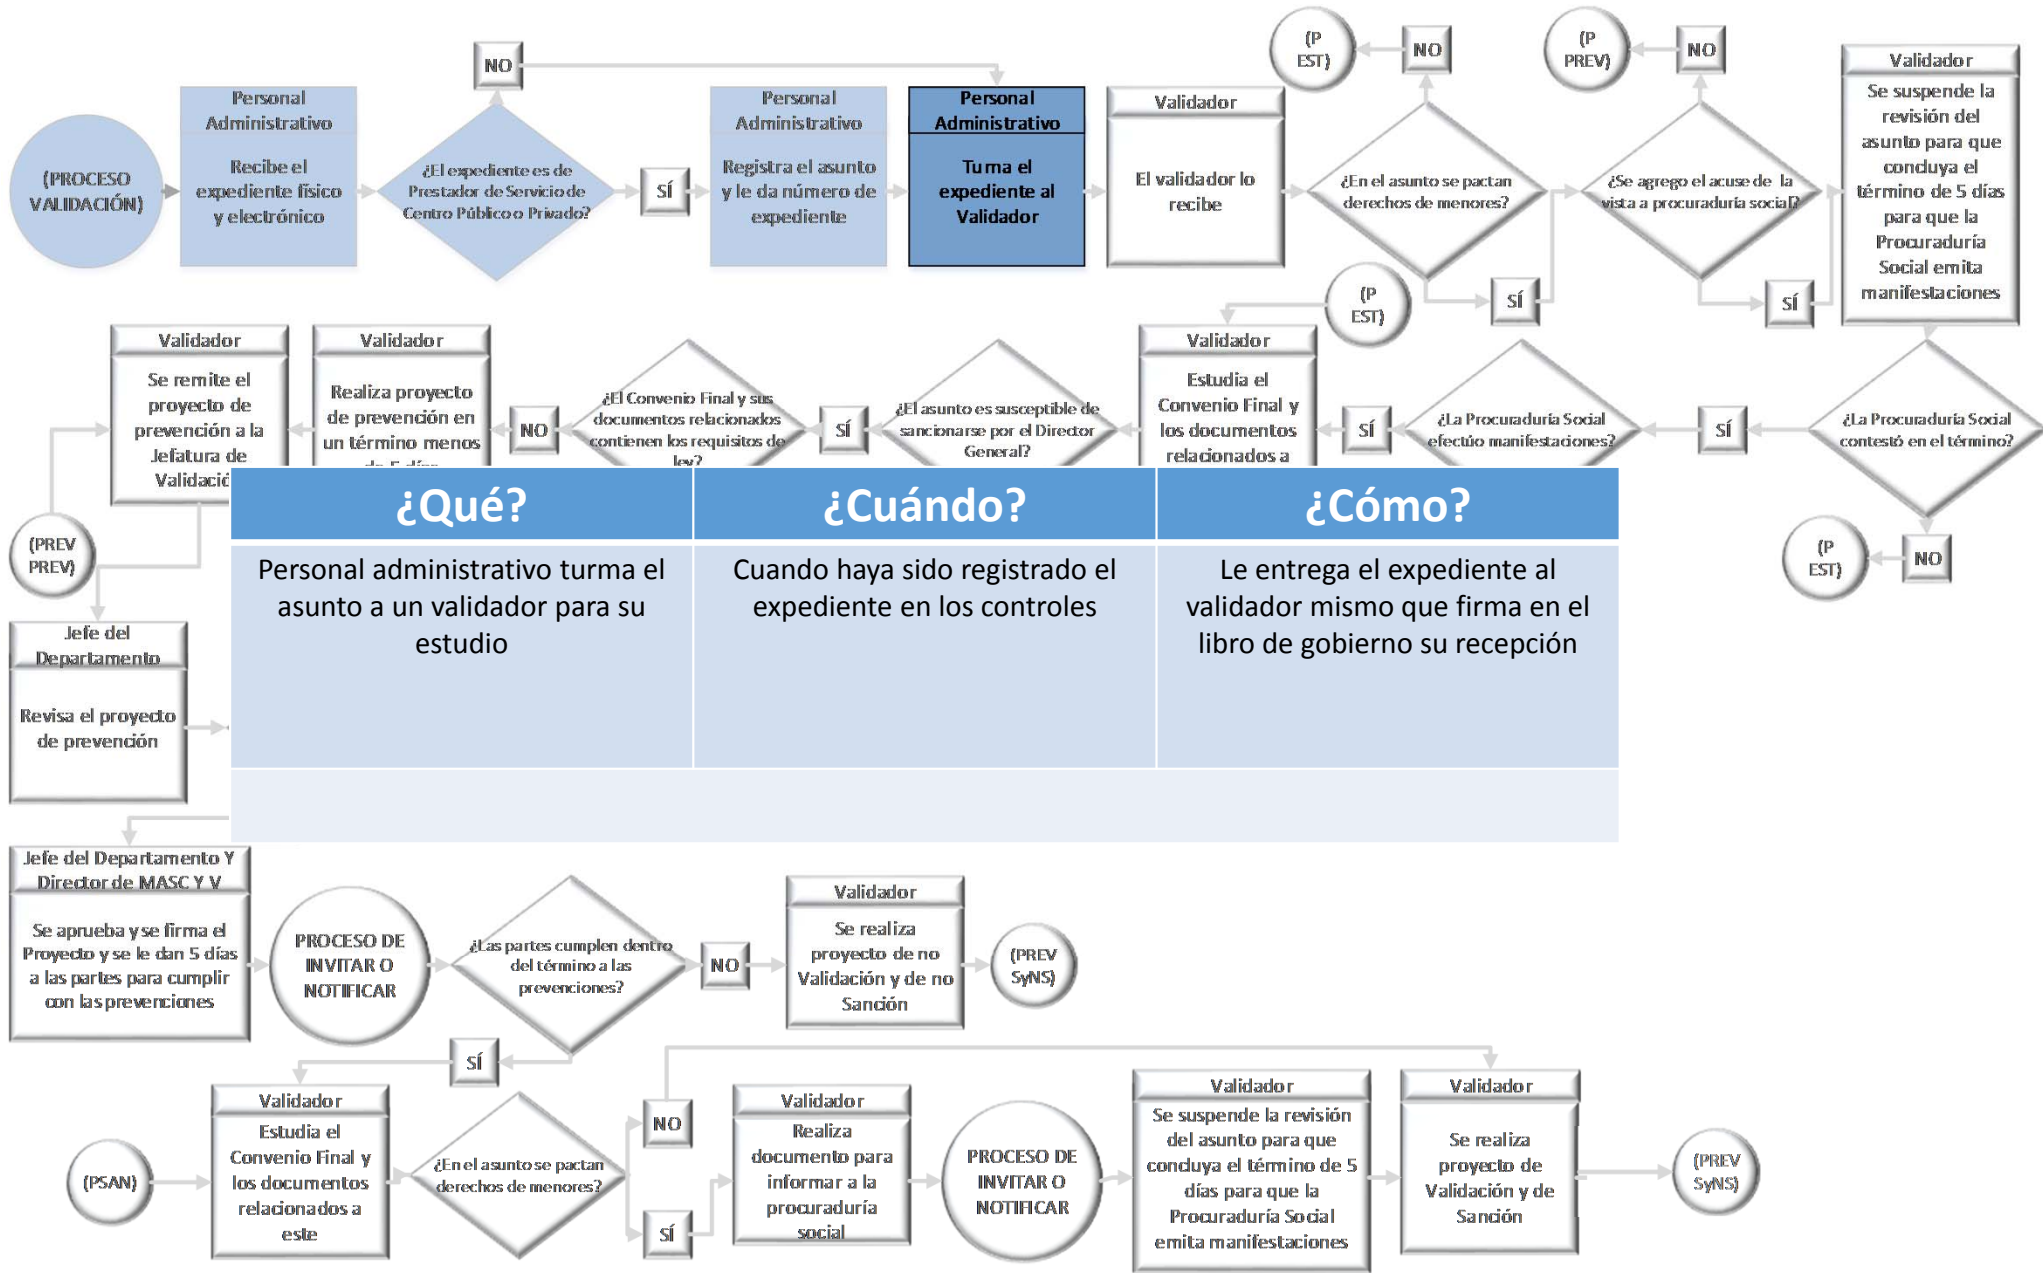 (PROCESO
VALIDACIÓN)
Personal
Administrativo
Recibe el
expediente físico
y electrónico
NO
¿El expediente es de
Prestador de Servicio de
Centro Público o Privado?
SÍ
Personal
Administrativo
Registra el asunto
y le da número de
expediente
Personal
Administrativo
Turna el
expediente al
Validador
Validador
El validador lo
recibe
(P
EST)
NO
¿En el asunto se pactan
derechos de menores?
SÍ
(P
PREV)
NO
¿Se agrego el acuse de la
vista a procuraduría social?
SÍ
Validador
Se suspende la
revisión del
asunto para que
concluya el
término de 5 días
para que la
Procuraduría
Social emita
manifestaciones
Validador
Se remite el
proyecto de
prevención a la
Jefatura de
Validació
Validador
Realiza proyecto
de prevención en
un término menos
de 5 días
NO
¿El Convenio Final y sus
documentos relacionados
contienen los requisitos de
ley?
SÍ
¿El asunto es susceptible de
sancionarse por el Director
General?
(P
EST)
Validador
Estudia el
Convenio Final y
los documentos
relacionados a
SÍ
¿La Procuraduría Social
efectúo manifestaciones?
SÍ
¿La Procuraduría Social
contestó en el término?
(P
EST)
NO
(PREV
PREV)
¿Qué?
¿Cuándo?
¿Cómo?
Personal administrativo turma el
asunto a un validador para su
estudio
Cuando haya sido registrado el
expediente en los controles
Le entrega el expediente al
validador mismo que firma en el
libro de gobierno su recepción
Jefe del
Departamento
Revisa el proyecto
de prevención
Jefe del Departamento Y
Director de MASC Y V
Se aprueba y se firma el
Proyecto y se le dan 5 días
a las partes para cumplir
con las prevenciones
PROCESO DE
INVITAR O
NOTIFICAR
¿Las partes cumplen dentro
del término a las
prevenciones?
NO
Validador
Se realiza
proyecto de no
Validación y de no
Sanción
(PREV
SyNS)
SÍ
(PSAN)
Validador
Estudia el
Convenio Final y
los documentos
relacionados a
este
¿En el asunto se pactan
derechos de menores?
NO
SÍ
Validador
Realiza
documento para
informar a la
procuraduría
social
PROCESO DE
INVITAR O
NOTIFICAR
Validador
Se suspende la revisión
del asunto para que
concluya el término de 5
días para que la
Procuraduría Social
emita manifestaciones
Validador
Se realiza
proyecto de
Validación y de
Sanción
(PREV
SyNS)